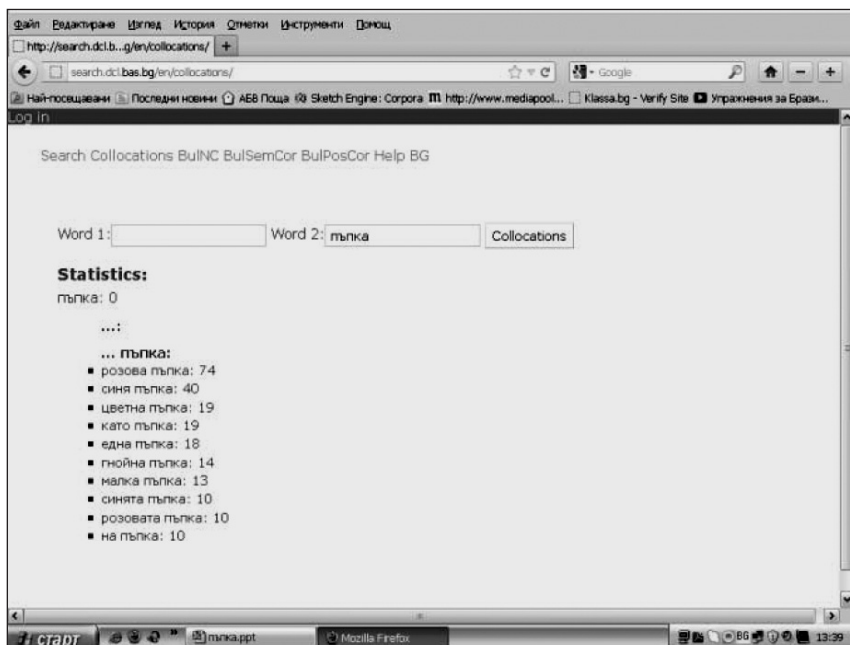 Файл Редактиране Изглед История Отметки Инструменти Помощ
http://search.dcl.b...g/en/collocations/ +
search.dcl.bas.bg/en/collocations/ Google
Най-посещавани Последни новини АБВ Поща Sketch Engine: Corpora http://www.mediapool... Klassa.bg - Verify Site Упражнения за Брази...
Log in
Search Collocations BulNC BulSemCor BulPosCor Help BG
Word 1: Word 2: пъпка Collocations
Statistics:
пъпка: 0
...:
... пъпка:
розова пъпка: 74
синя пъпка: 40
цветна пъпка: 19
като пъпка: 19
една пъпка: 18
гнойна пъпка: 14
малка пъпка: 13
синята пъпка: 10
розовата пъпка: 10
на пъпка: 10
старт пъпка.ppt Mozilla Firefox BG 13:39